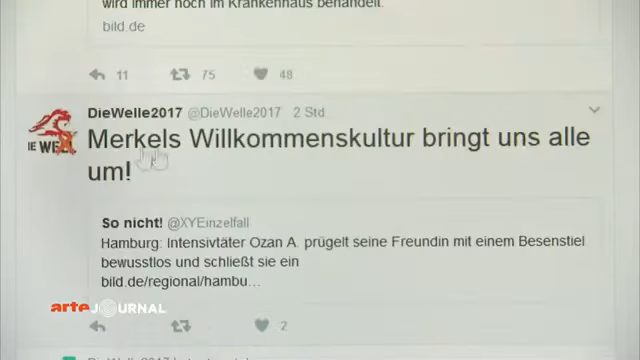 wird immer noch im Krankenhaus behandelt.
bild.de
11 75 48
DieWelle2017 @DieWelle2017 2 Std
Merkels Willkommenskultur bringt uns alle
um!
So nicht! @XYEinzelfall
Hamburg: Intensivtäter Ozan A. prügelt seine Freundin mit einem Besenstiel
bewusstlos und schließt sie ein
bild.de/regional/hambu…
arte JOURNAL
2